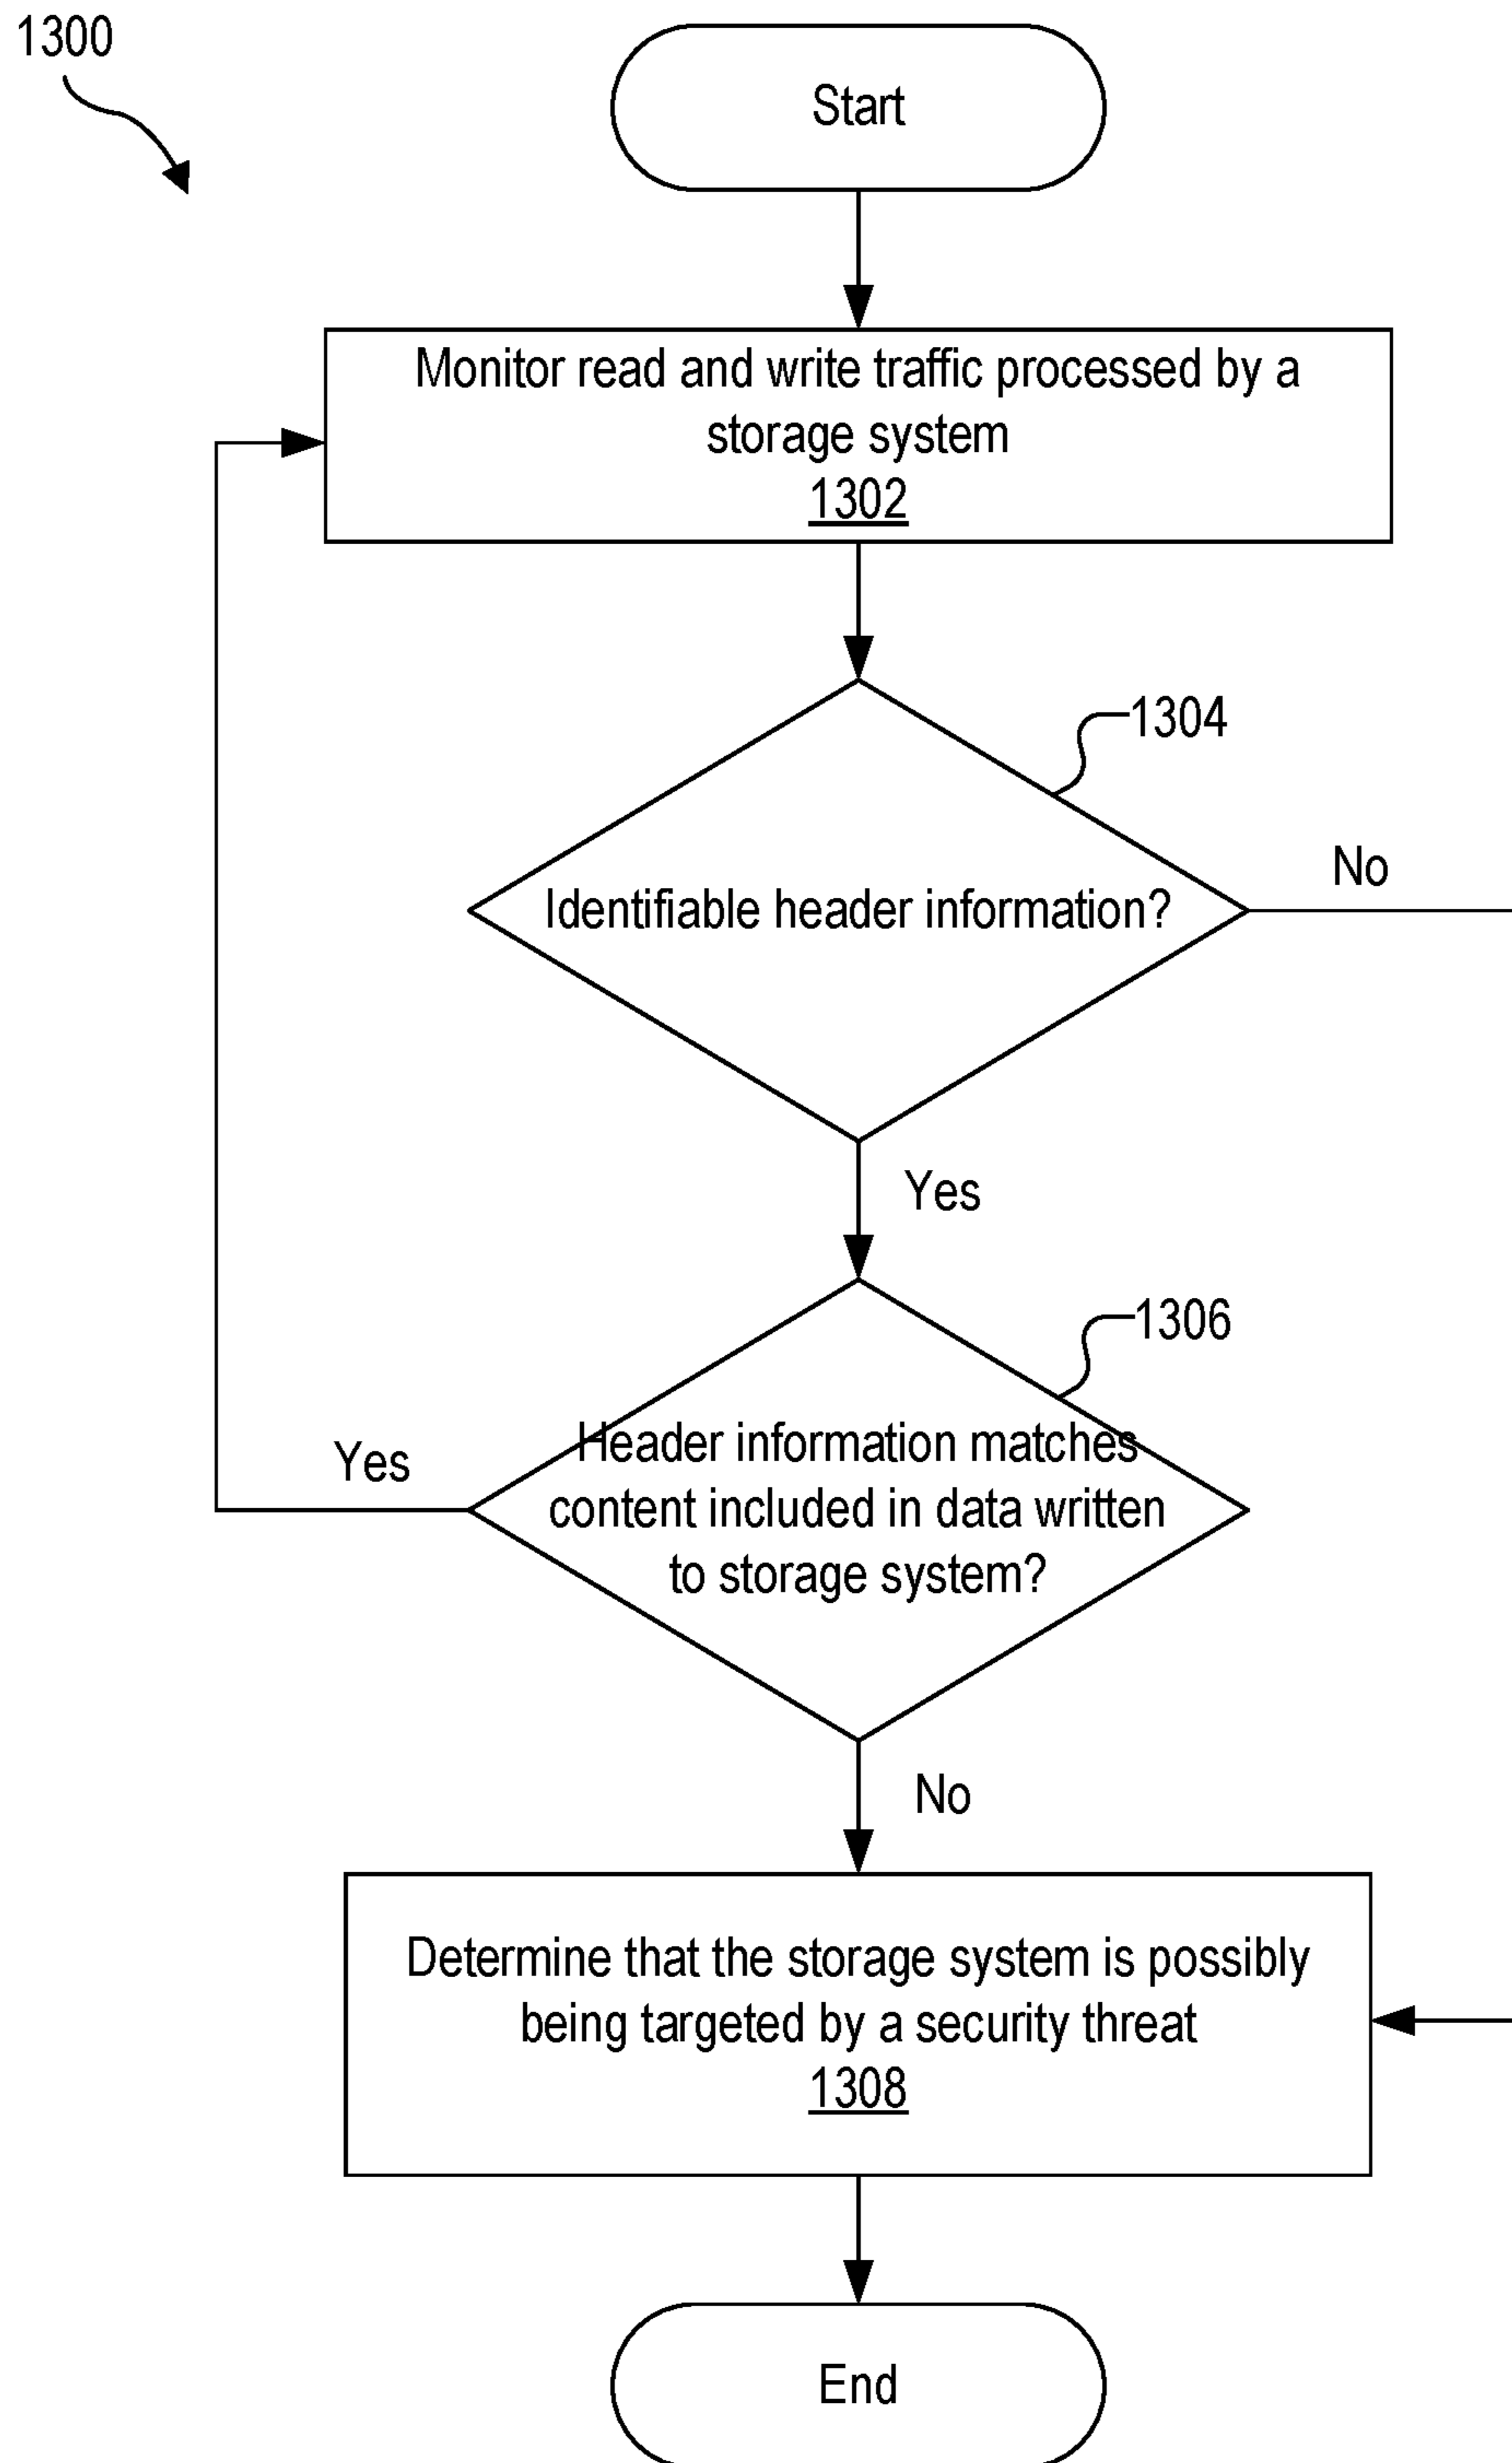 1300
Start
Monitor read and write traffic processed by a
storage system
1302
1304
Identifiable header information?
No
Yes
1306
Header information matches
content included in data written
to storage system?
Yes
No
Determine that the storage system is possibly
being targeted by a security threat
1308
End